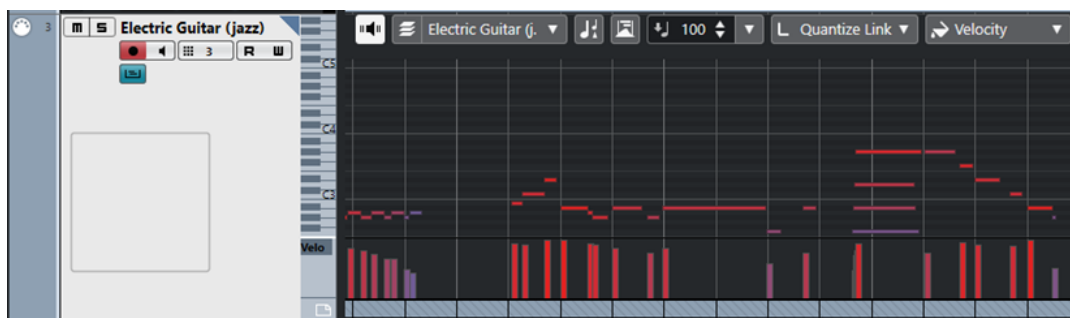 3 m S Electric Guitar (jazz)
3 R W
Electric Guitar (j. 100 L Quantize Link Velocity
C5
C4
C3
Velo